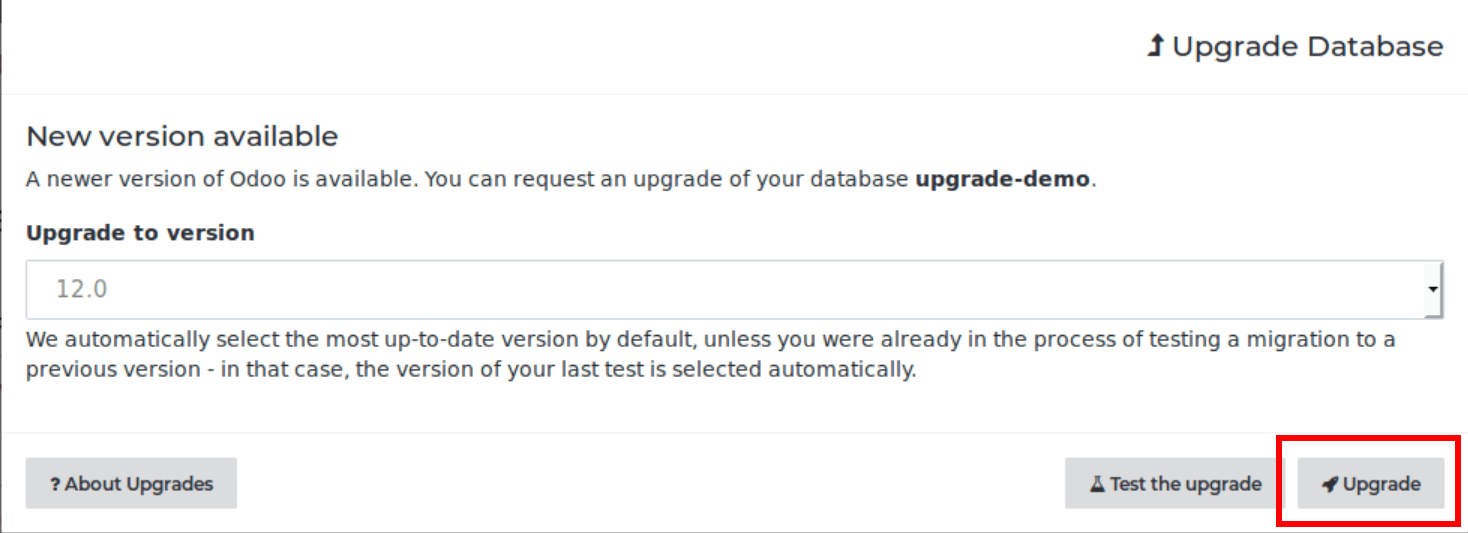 Upgrade Database
New version available
A newer version of Odoo is available. You can request an upgrade of your database upgrade-demo.
Upgrade to version
12.0
We automatically select the most up-to-date version by default, unless you were already in the process of testing a migration to a
previous version - in that case, the version of your last test is selected automatically.
? About Upgrades
Test the upgrade
Upgrade